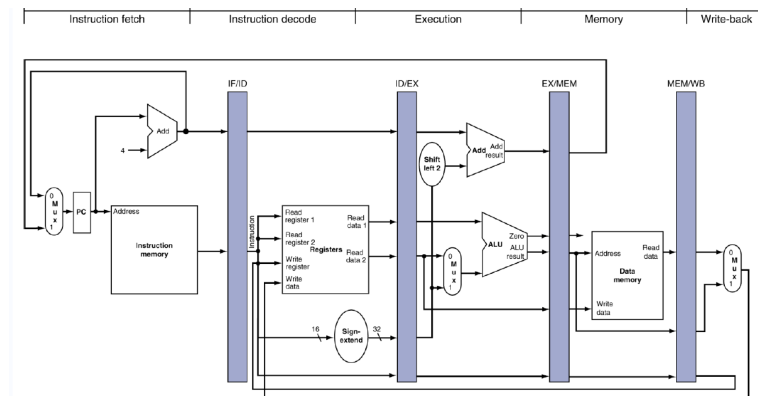 Instruction fetch
Instruction decode
Execution
Memory
Write-back
IF/ID
ID/EX
EX/MEM
MEM/WB
Add
4
Add
Add
result
Shift
left 2
0
M
u
x
1
PC
Address
Instruction
memory
Instruction
Read
register 1
Read
register 2
Write
register
Write
data
Registers
Read
data 1
Read
data 2
0
M
u
x
1
Zero
ALU
ALU
result
Address
Read
data
Data
memory
Write
data
0
M
u
x
1
16
Sign-
extend
32